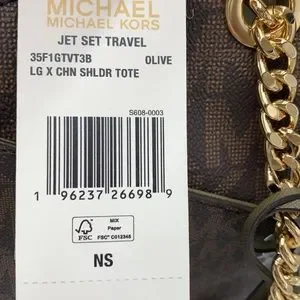 MICHAEL
MICHAEL KORS
JET SET TRAVEL
35F1GTVT3B OLIVE
LG X CHN SHLDR TOTE
S608-0003
1 96237 26698 9
FSC
MIX
Paper
FSC® C012345
NS